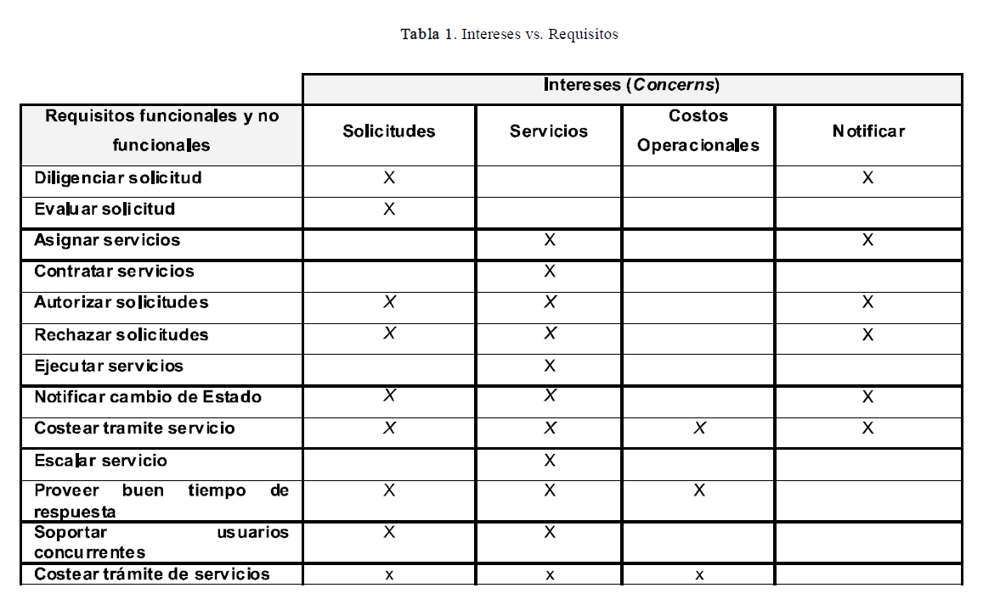 Tabla 1. Intereses vs. Requisitos
Intereses (Concerns)
Requisitos funcionales y no
funcionales
Solicitudes
Servicios
Costos
Operacionales
Notificar
Diligenciar solicitud X X
Evaluar solicitud X
Asignar servicios X X
Contratar servicios X
Autorizar solicitudes X X X
Rechazar solicitudes X X X
Ejecutar servicios X
Notificar cambio de Estado X X X
Costear tramite servicio X X X X
Escalar servicio X
Proveer buen tiempo de X X X
respuesta
Soportar usuarios X X
concurrentes
Costear trámite de servicios x x x